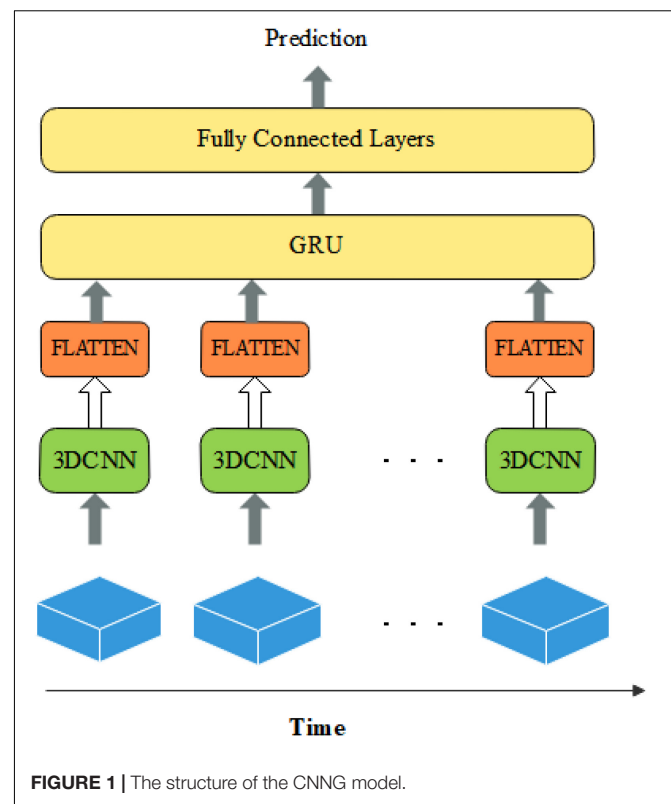 Prediction
Fully Connected Layers
GRU
FLATTEN FLATTEN FLATTEN
3DCNN 3DCNN . . . 3DCNN
. . .
Time
FIGURE 1 | The structure of the CNNG model.